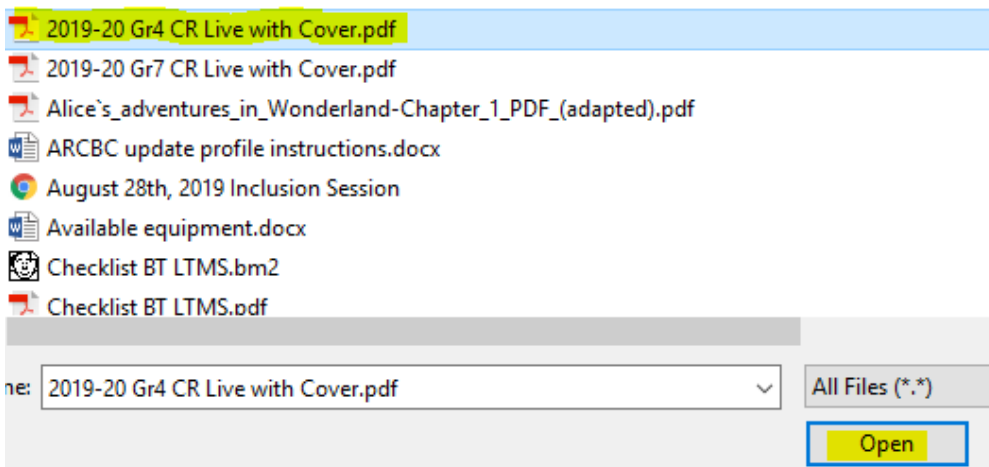 2019-20 Gr4 CR Live with Cover.pdf
2019-20 Gr7 CR Live with Cover.pdf
Alice`s_adventures_in_Wonderland-Chapter_1_PDF_(adapted).pdf
ARCBC update profile instructions.docx
August 28th, 2019 Inclusion Session
Available equipment.docx
Checklist BT LTMS.bm2
Checklist BT LTMS.pdf
ne: 2019-20 Gr4 CR Live with Cover.pdf All Files (*.*)
Open